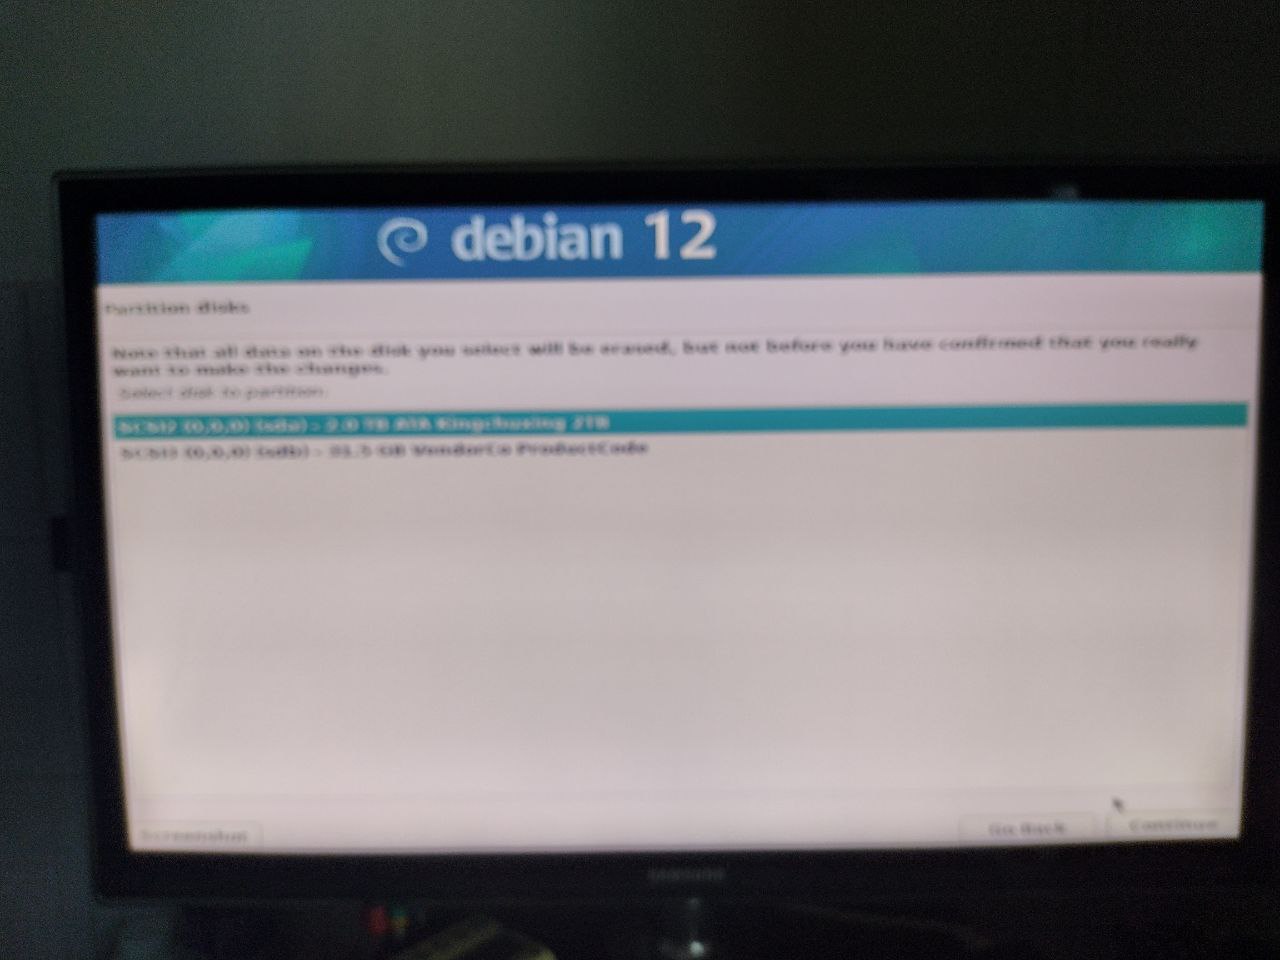 debian 12
Partition disks
Note that all data on the disk you select will be erased, but not before you have confirmed that you really
want to make the changes.
Select disk to partition:
SCSI2 (0,0,0) (sda) - 2.0 TB ATA Kingchuxing 2TB
(0,0,0) (sdb) - GB VendorCo ProductCode
Screenshot
Go Back
Continue
SAMSUNG